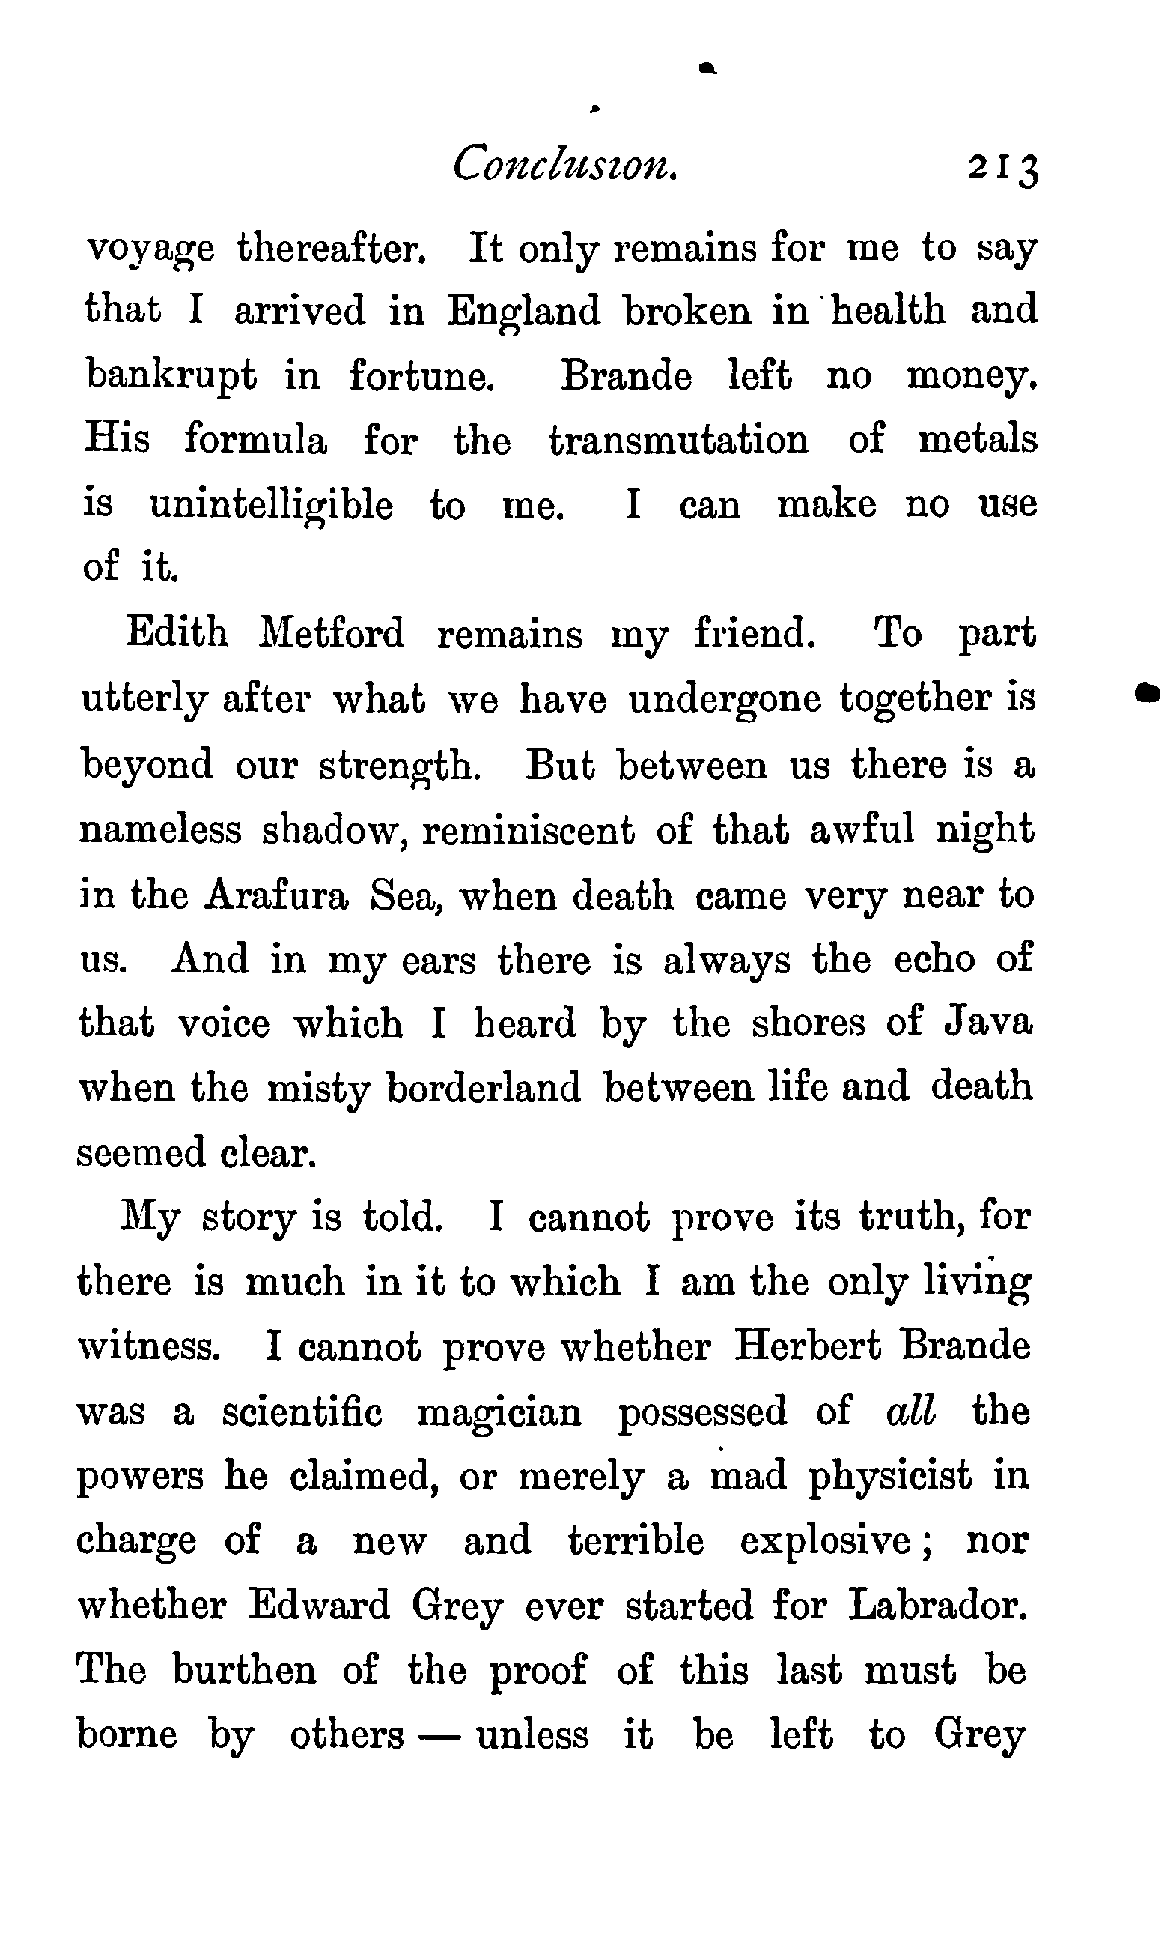 Conclusion. 213
voyage thereafter. It only remains for me to say
that I arrived in England broken in health and
bankrupt in fortune. Brande left no money.
His formula for the transmutation of metals
is unintelligible to me. I can make no use
of it.
Edith Metford remains my friend. To part
utterly after what we have undergone together is
beyond our strength. But between us there is a
nameless shadow, reminiscent of that awful night
in the Arafura Sea, when death came very near to
us. And in my ears there is always the echo of
that voice which I heard by the shores of Java
when the misty borderland between life and death
seemed clear.
My story is told. I cannot prove its truth, for
there is much in it to which I am the only living
witness. I cannot prove whether Herbert Brande
was a scientific magician possessed of all the
powers he claimed, or merely a mad physicist in
charge of a new and terrible explosive ; nor
whether Edward Grey ever started for Labrador.
The burthen of the proof of this last must be
borne by others — unless it be left to Grey